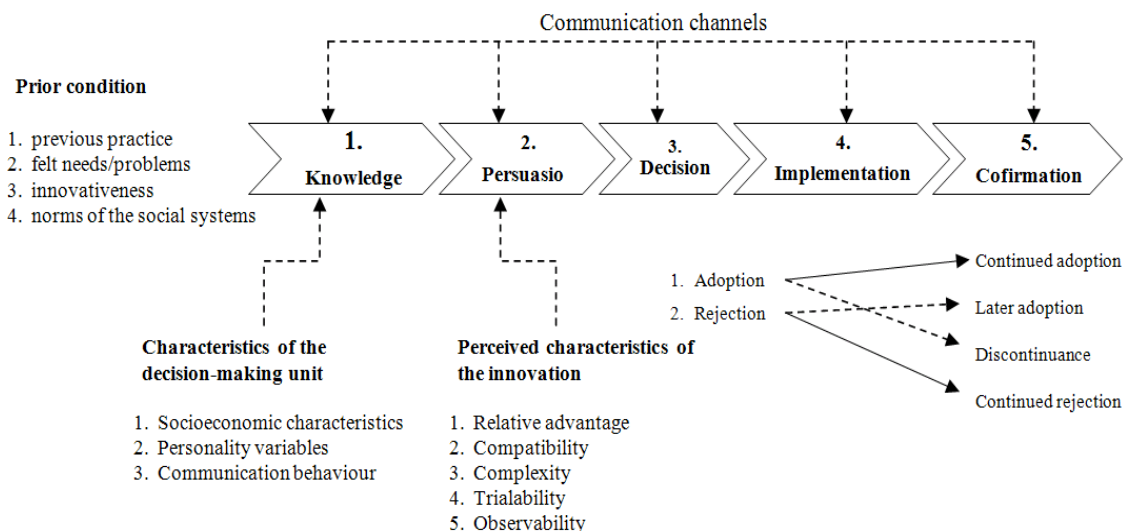 Communication channels
Prior condition
1. previous practice
2. felt needs/problems
3. innovativeness
4. norms of the social systems
1.
Knowledge
2.
Persuasio
3.
Decision
4.
Implementation
5.
Cofirmation
Characteristics of the
decision-making unit
1. Socioeconomic characteristics
2. Personality variables
3. Communication behaviour
Perceived characteristics of
the innovation
1. Relative advantage
2. Compatibility
3. Complexity
4. Trialability
5. Observability
1. Adoption
2. Rejection
Continued adoption
Later adoption
Discontinuance
Continued rejection